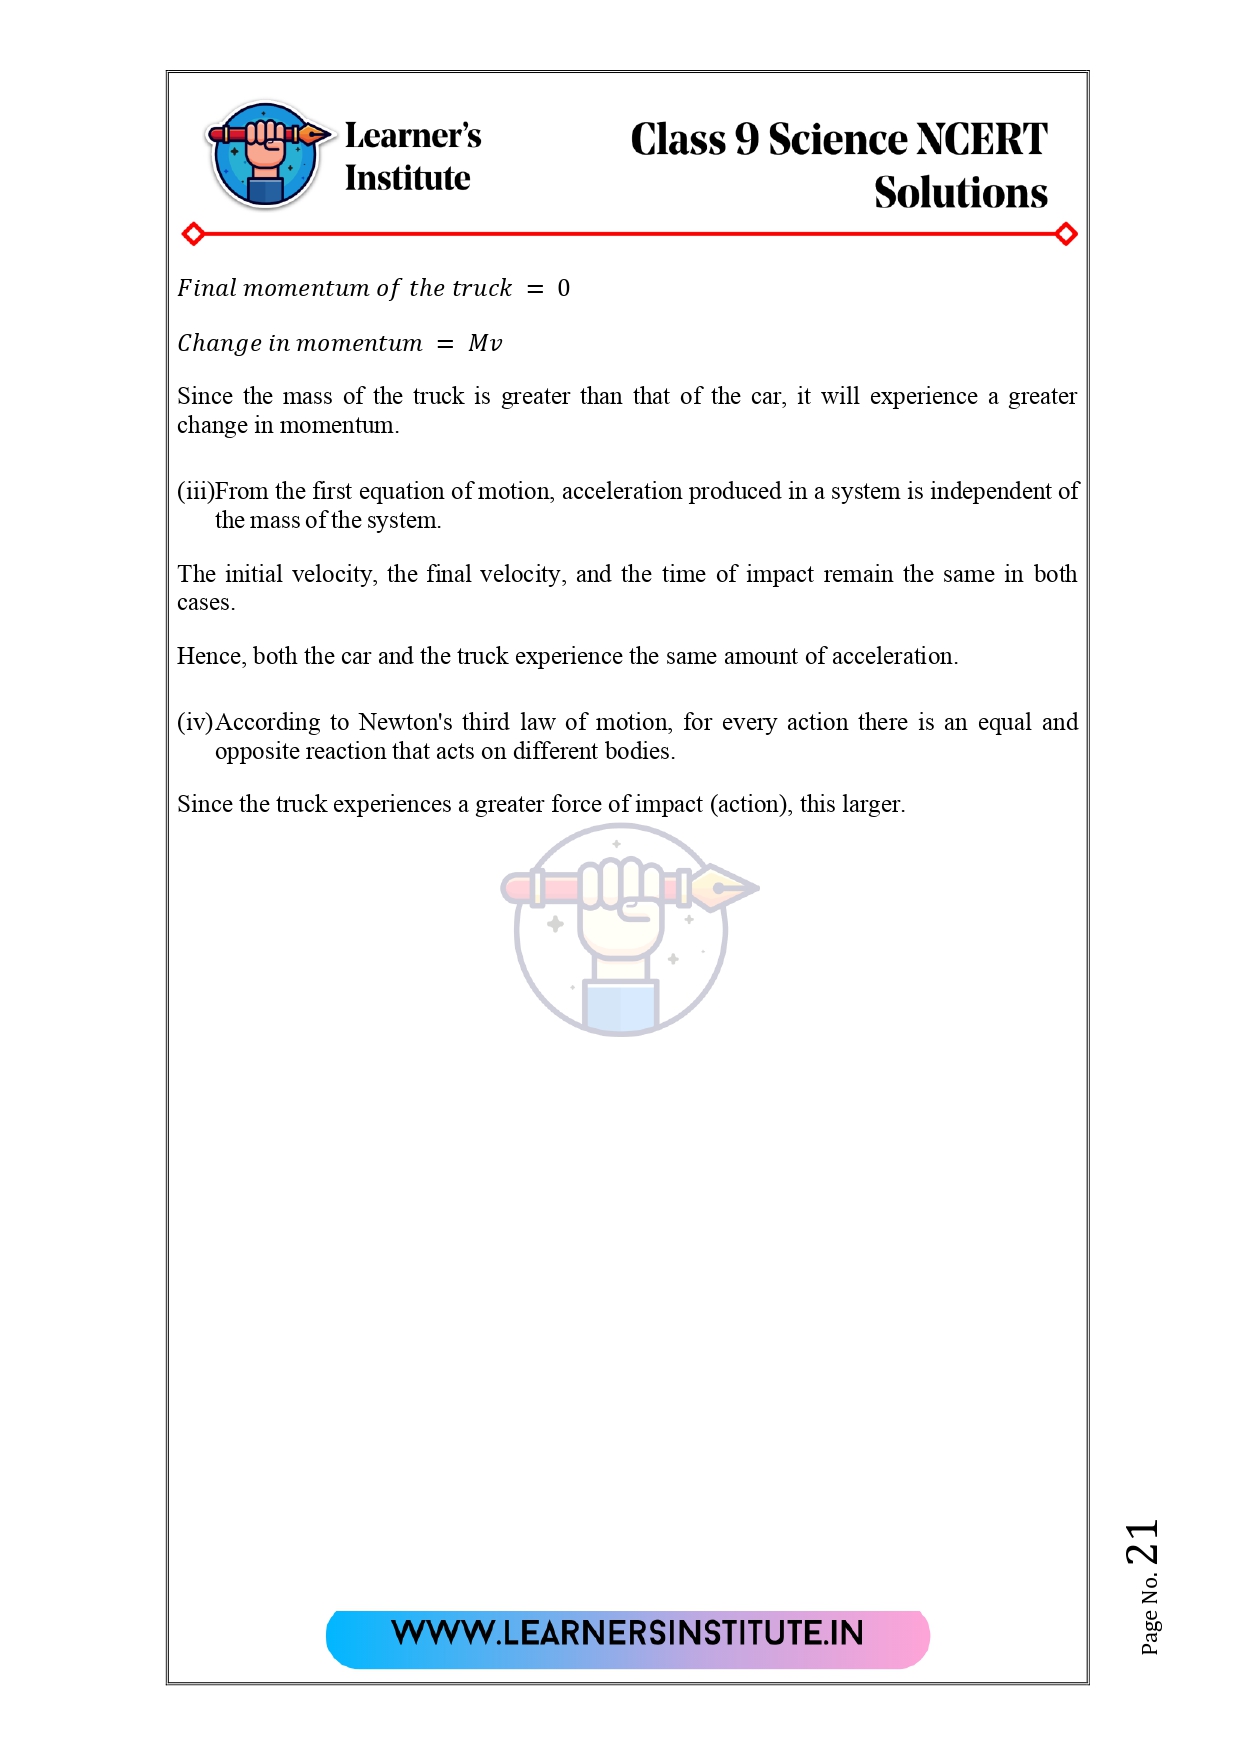 Learner's
Institute
Class 9 Science NCERT
Solutions
Final momentum of the truck = 0
Change in momentum = Mv
Since the mass of the truck is greater than that of the car, it will experience a greater
change in momentum.
(iii)From the first equation of motion, acceleration produced in a system is independent of
the mass of the system.
The initial velocity, the final velocity, and the time of impact remain the same in both
cases.
Hence, both the car and the truck experience the same amount of acceleration.
(iv)According to Newton's third law of motion, for every action there is an equal and
opposite reaction that acts on different bodies.
Since the truck experiences a greater force of impact (action), this larger.
Page No. 21
WWW.LEARNERSINSTITUTE.IN